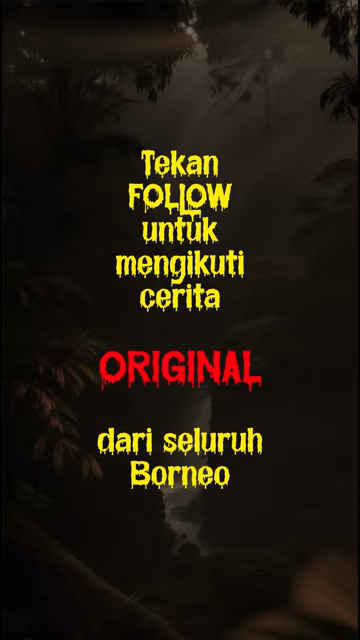 Tekan
FOLLOW
untuk
mengikuti
cerita
ORIGINAL
dari seluruh
Borneo